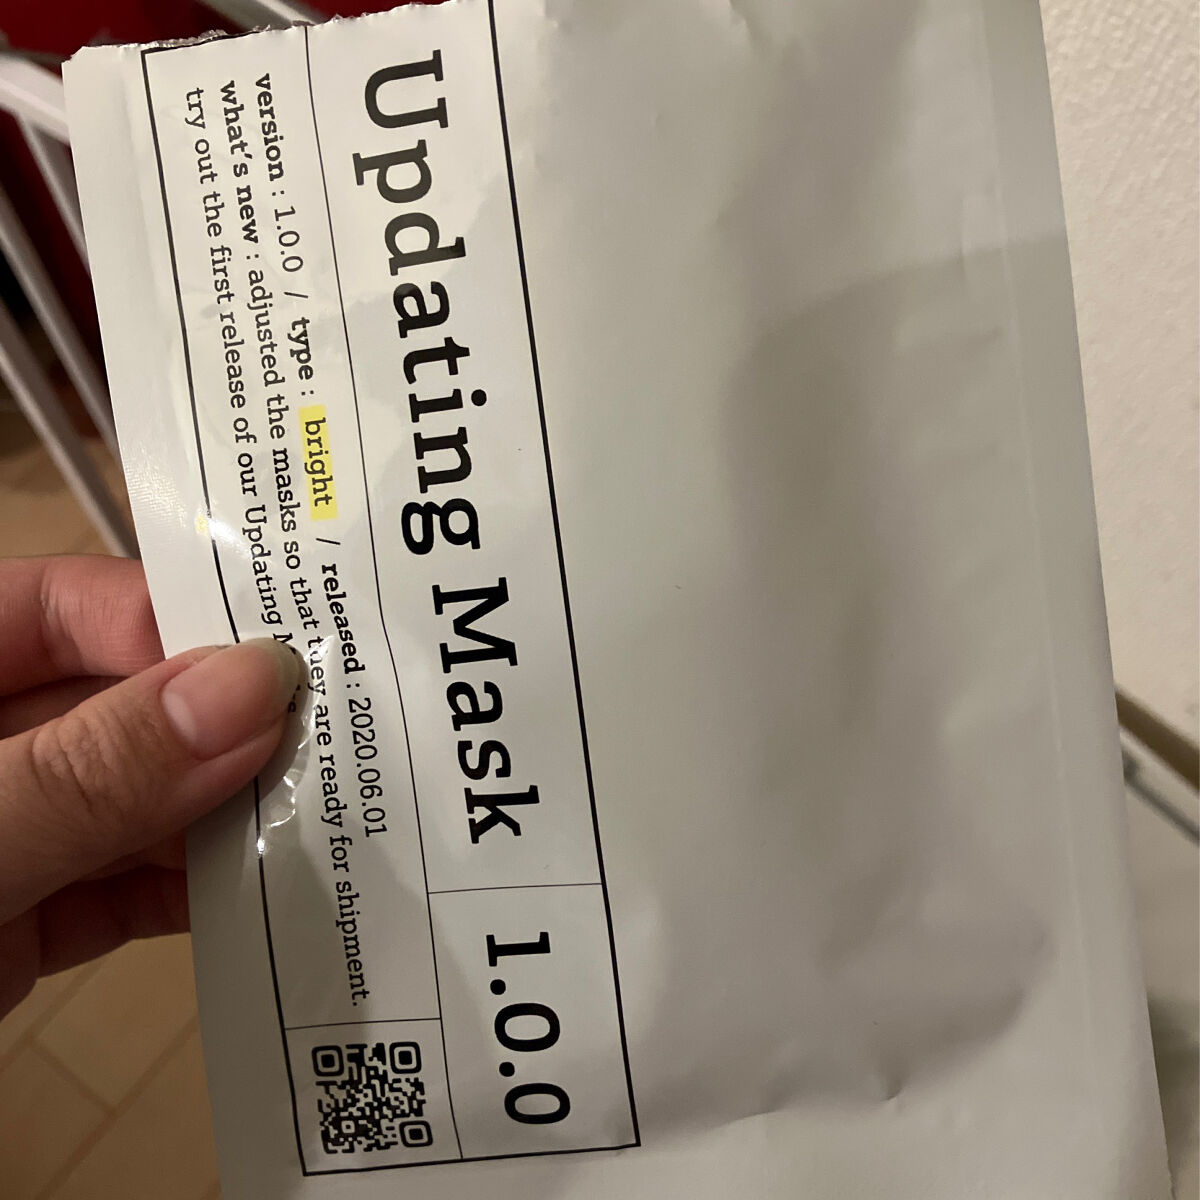 Updating Mask 1.0.0
version : 1.0.0 / type : bright / released : 2020.06.01
what's new : adjusted the masks so that they are ready for shipment.
try out the first release of our Updating